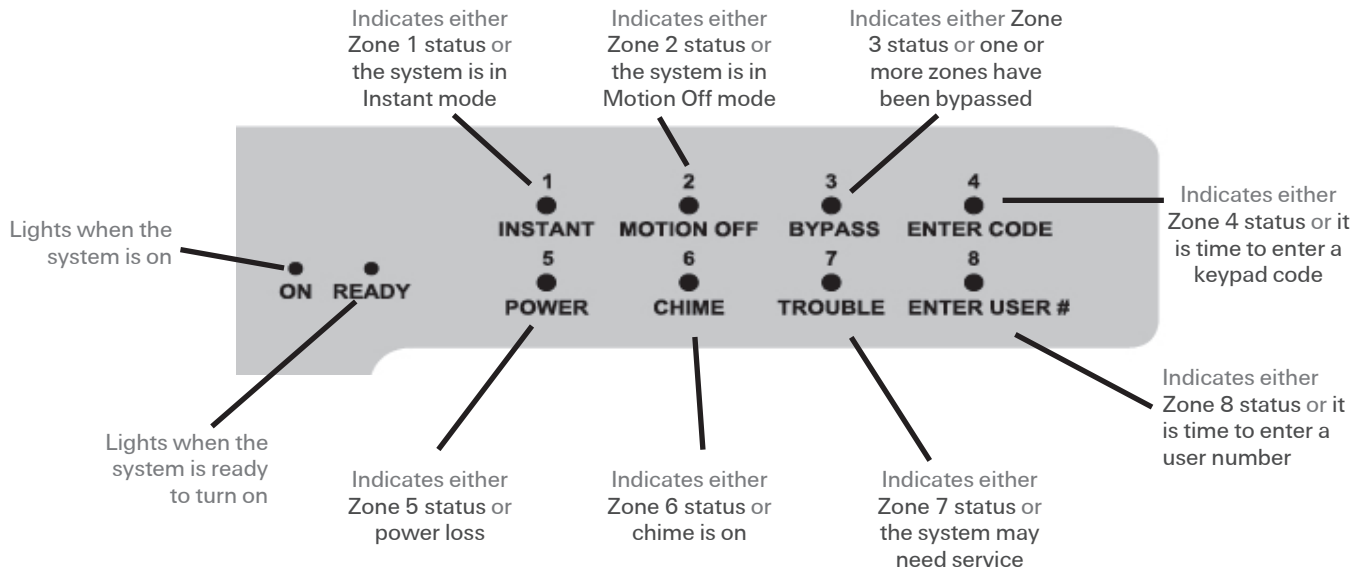 Indicates either
Zone 1 status or
the system is in
Instant mode
Indicates either
Zone 2 status or
the system is in
Motion Off mode
Indicates either Zone
3 status or one or
more zones have
been bypassed
1
2
3
4
INSTANT
MOTION OFF
BYPASS
ENTER CODE
Indicates either
Zone 4 status or it
is time to enter a
keypad code
Lights when the
system is on
ON
READY
5
6
7
8
POWER
CHIME
TROUBLE
ENTER USER #
Indicates either
Zone 8 status or it
is time to enter a
user number
Lights when the
system is ready
to turn on
Indicates either
Zone 5 status or
power loss
Indicates either
Zone 6 status or
chime is on
Indicates either
Zone 7 status or
the system may
need service